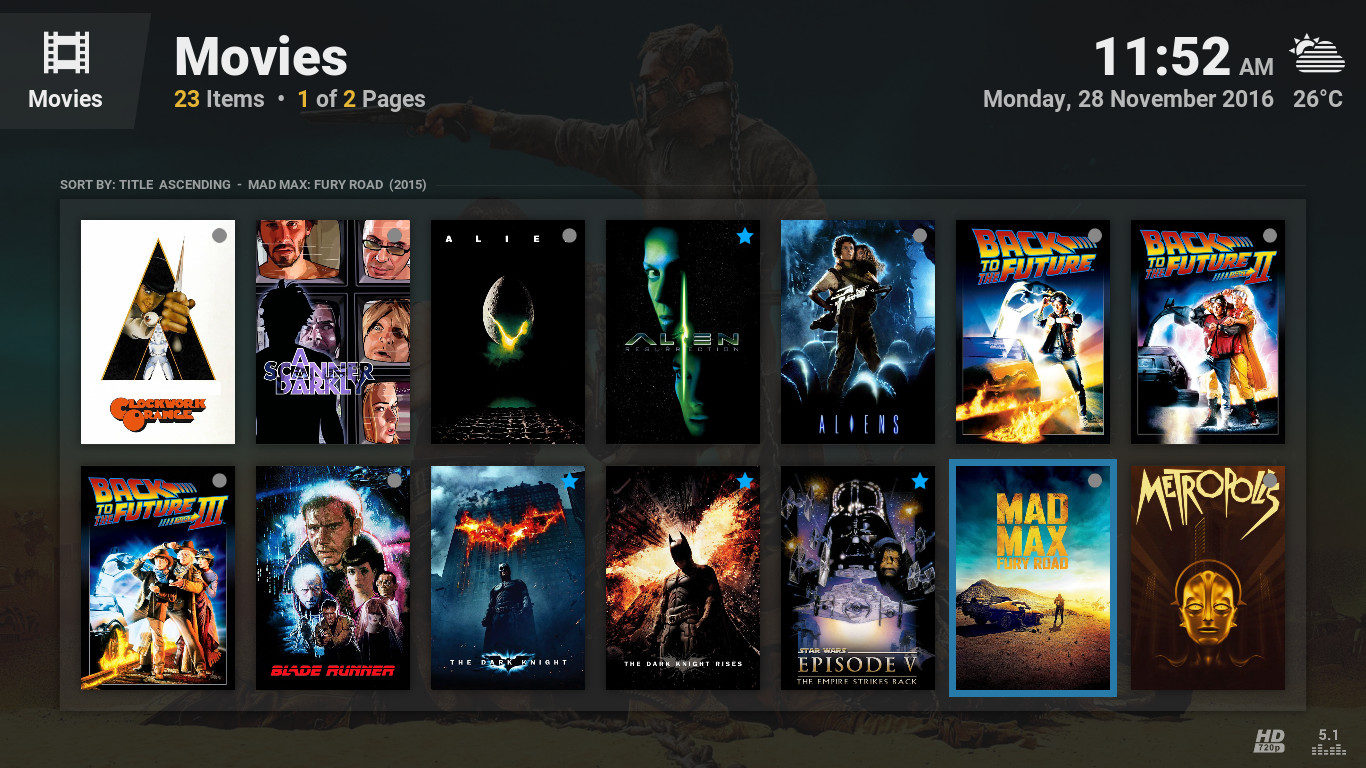 Movies
Movies
23 Items • 1 of 2 Pages
11:52 AM
Monday, 28 November 2016 26°C
SORT BY: TITLE ASCENDING - MAD MAX: FURY ROAD (2015)
CLOCKWORK
ORANGE
A
SCANNER
DARKLY
A L I E
ALIEN
RESURRECTION
ALIENS
BACK
TO THE FUTURE
BACK
TO THE FUTURE
PART II
BACK
TO THE FUTURE
PART III
BLADE RUNNER
THE DARK KNIGHT
THE DARK KNIGHT RISES
STAR WARS
EPISODE V
THE EMPIRE STRIKES BACK
MAD
MAX
FURY ROAD
METROPOLIS
HD
720p
5.1